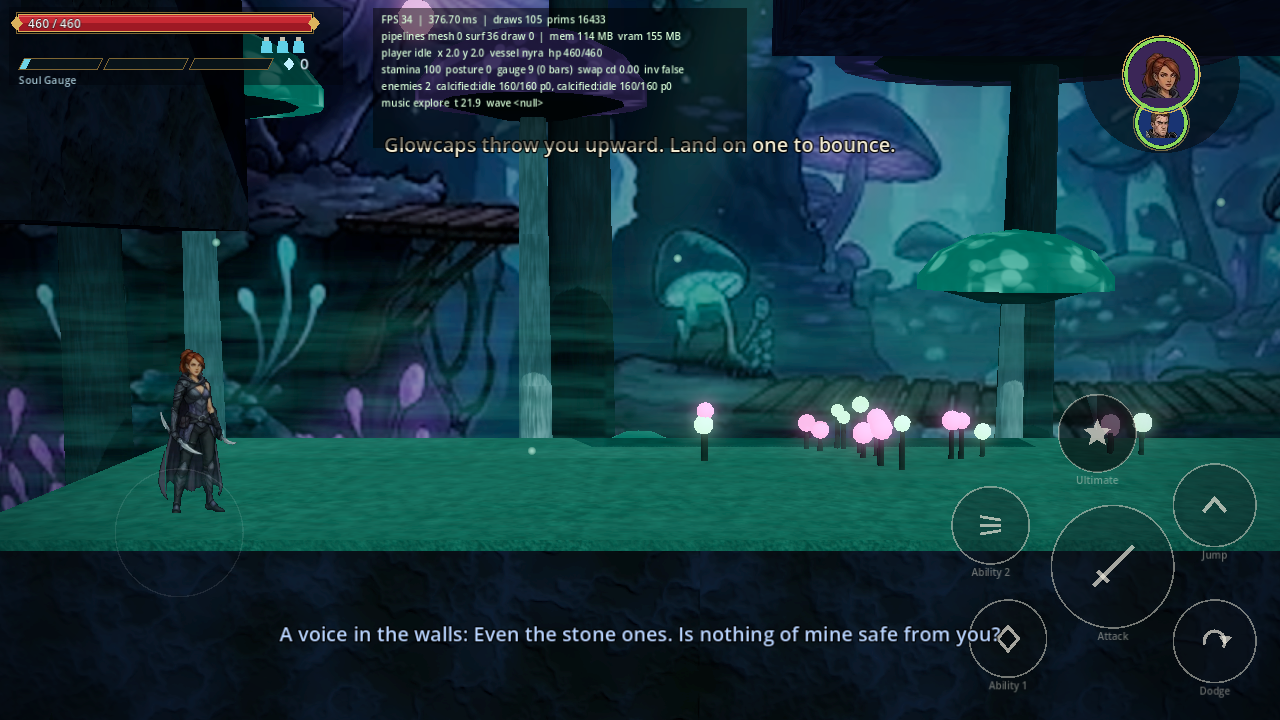 460 / 460
0
Soul Gauge
FPS 34 | 376.70 ms | draws 105 prims 16433
pipelines mesh 0 surf 36 draw 0 | mem 114 MB vram 155 MB
player idle x 2.0 y 2.0 vessel nyra hp 460/460
stamina 100 posture 0 gauge 9 (0 bars) swap cd 0.00 inv false
enemies 2 calcified:idle 160/160 p0, calcified:idle 160/160 p0
music explore t 21.9 wave <null>
Glowcaps throw you upward. Land on one to bounce.
Ultimate
Jump
Ability 2
Attack
A voice in the walls: Even the stone ones. Is nothing of mine safe from you?
Ability 1
Dodge